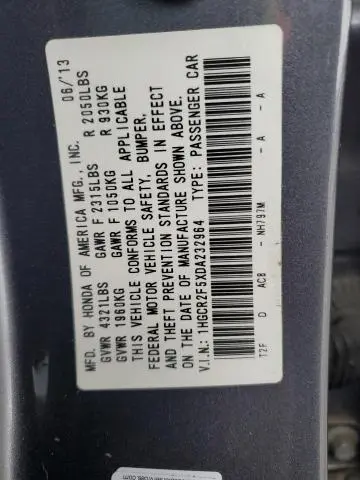 MFD. BY HONDA OF AMERICA MFG., INC. 06/'13
GVWR 4321LBS GAWR F 2315LBS R 2050LBS
GVWR 1960KG GAWR F 1050KG R 930KG
THIS VEHICLE CONFORMS TO ALL APPLICABLE
FEDERAL MOTOR VEHICLE SAFETY, BUMPER,
AND THEFT PREVENTION STANDARDS IN EFFECT
ON THE DATE OF MANUFACTURE SHOWN ABOVE.
V.I.N.: 1HGCR2F5XDA232964 TYPE: PASSENGER CAR
T2F D AC8 - NH797M - A - A